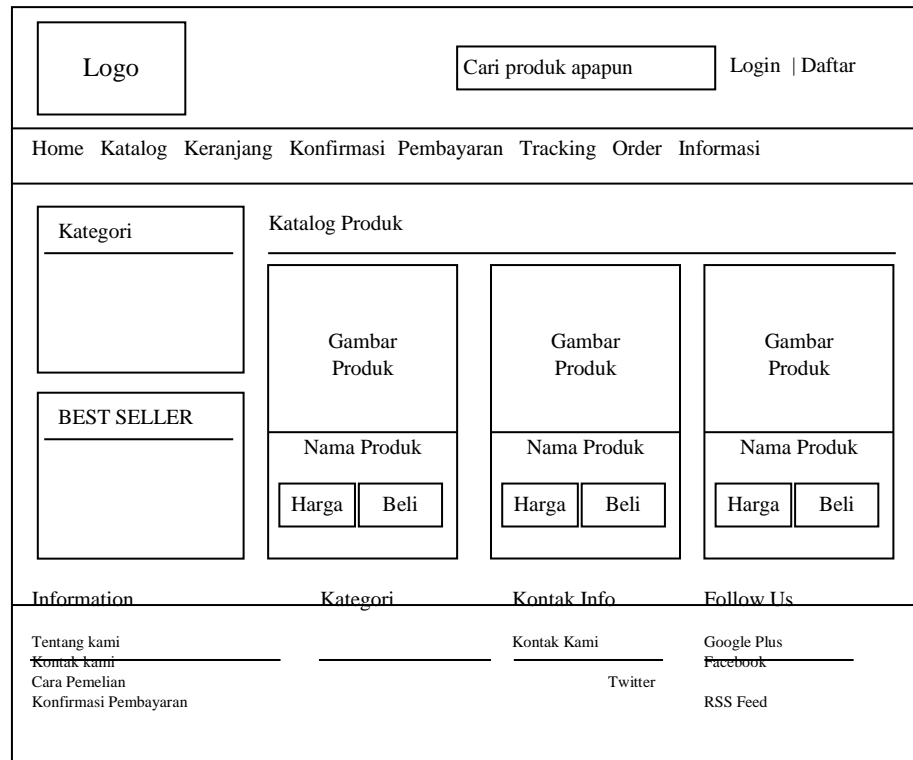 Logo
Cari produk apapun
Login | Daftar
Home Katalog Keranjang Konfirmasi Pembayaran Tracking Order Informasi
Kategori
BEST SELLER
Katalog Produk
Gambar
Produk
Nama Produk
Harga Beli
Gambar
Produk
Nama Produk
Harga Beli
Gambar
Produk
Nama Produk
Harga Beli
Information
Tentang kami
Kontak kami
Cara Pemelian
Konfirmasi Pembayaran
Kategori
Kontak Info
Kontak Kami
Twitter
Follow Us
Google Plus
Facebook
RSS Feed